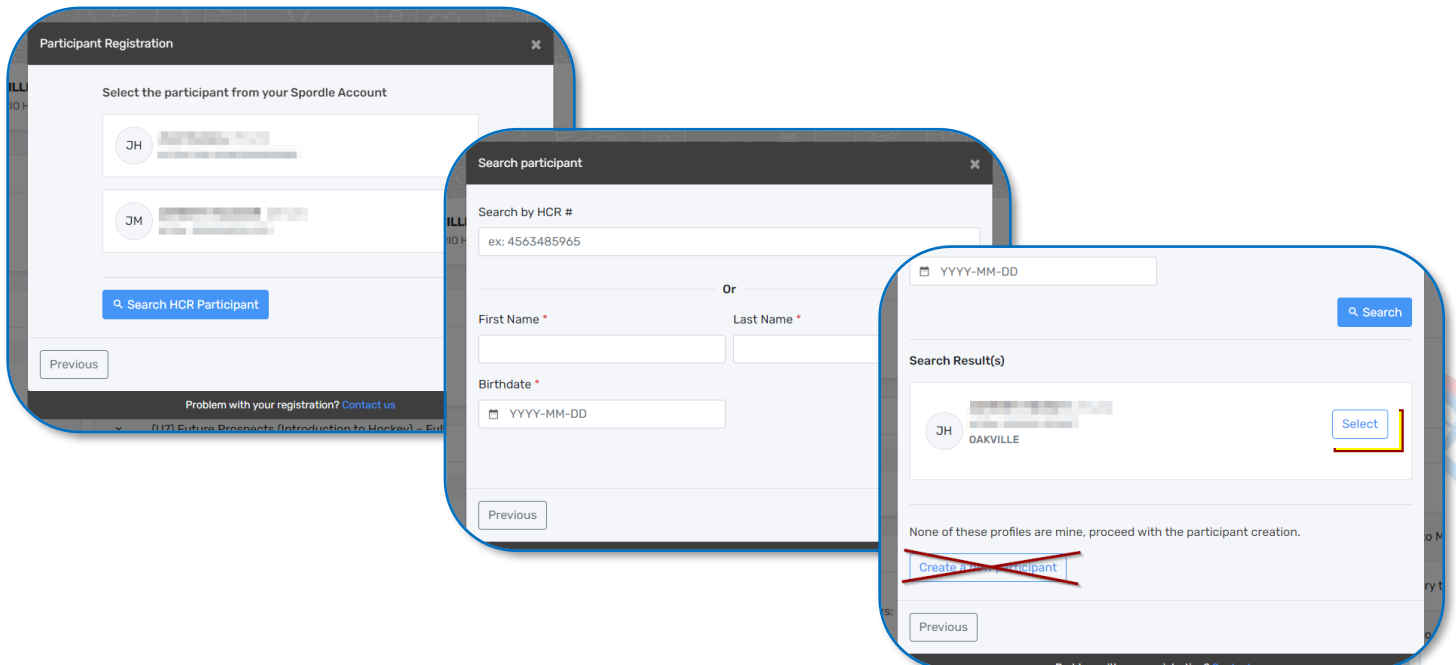 Participant Registration
Select the participant from your Spordle Account
JH
JM
Search HCR Participant
Previous
Problem with your registration? Contact us
(U7) Future Prospects (Introduction to Hockey) - Full
Search participant
Search by HCR #
ex: 4563485965
Or
First Name *
Last Name *
Birthdate *
YYYY-MM-DD
Previous
YYYY-MM-DD
Search
Search Result(s)
JH
OAKVILLE
Select
None of these profiles are mine, proceed with the participant creation.
Create a new participant
Previous